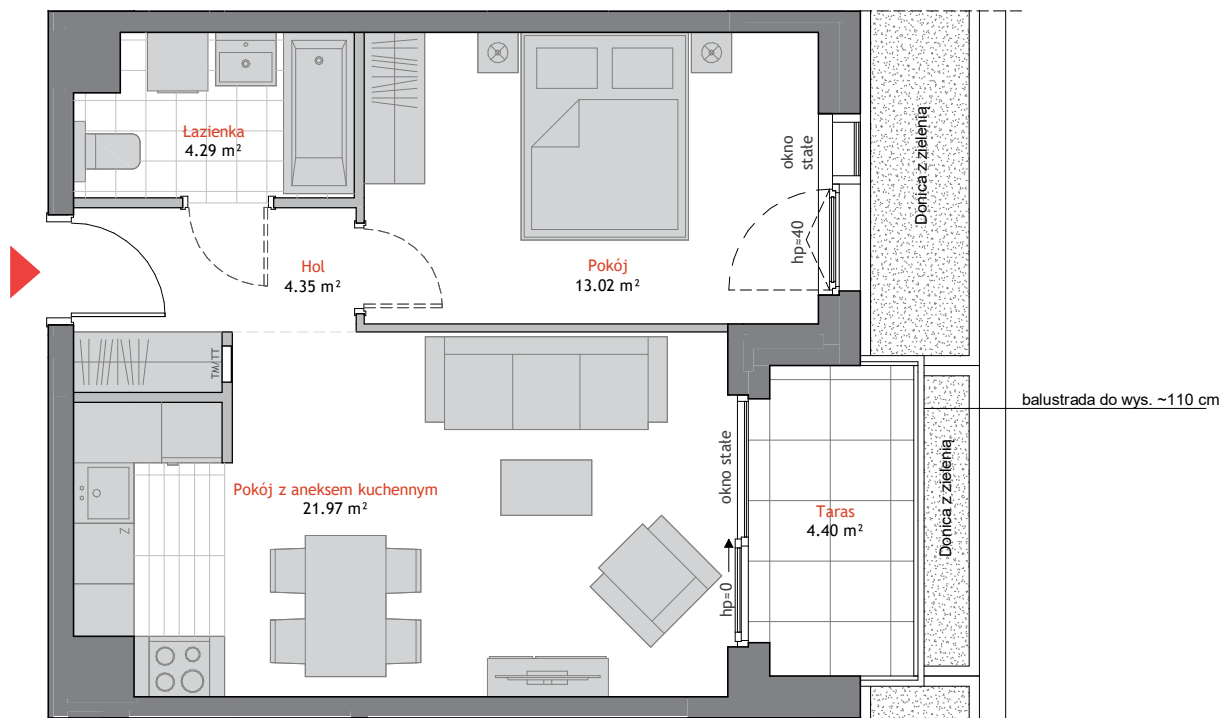 Łazienka
4.29 m²
Hol
4.35 m²
Pokój
13.02 m²
okno
stałe
hp≈40
Donica z zielenią
TM/TT
Pokój z aneksem kuchennym
21.97 m²
Z
okno stałe
hp≈0
Taras
4.40 m²
Donica z zielenią
balustrada do wys. ~110 cm